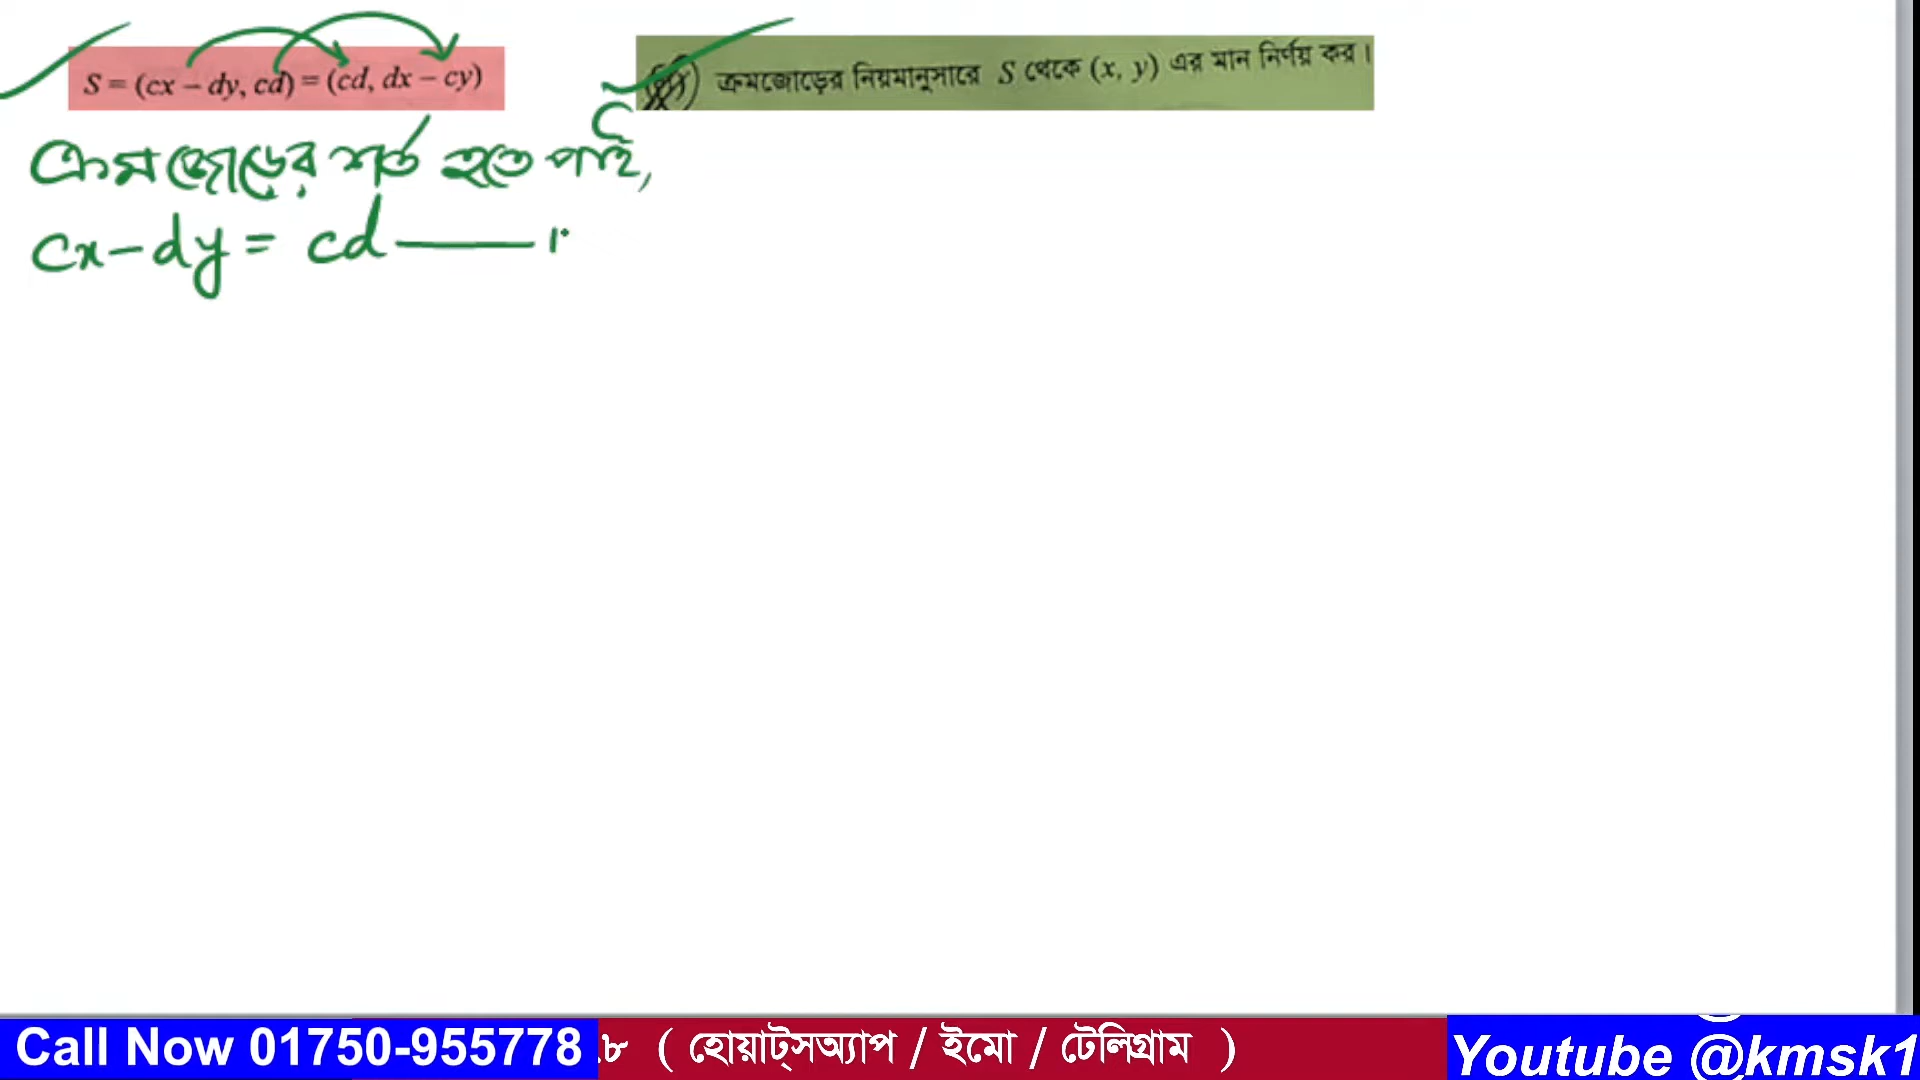 S = (cx – dy, cd) = (cd, dx – cy)
ক্রমজোড়ের নিয়মানুসারে S থেকে (x, y) এর মান নির্ণয় কর।
ক্রমজোড়ের শর্ত হতে পাই,
cx – dy = cd
Call Now 01750-955778
৮ ( হোয়াট্সঅ্যাপ / ইমো / টেলিগ্রাম )
Youtube @kmsk1